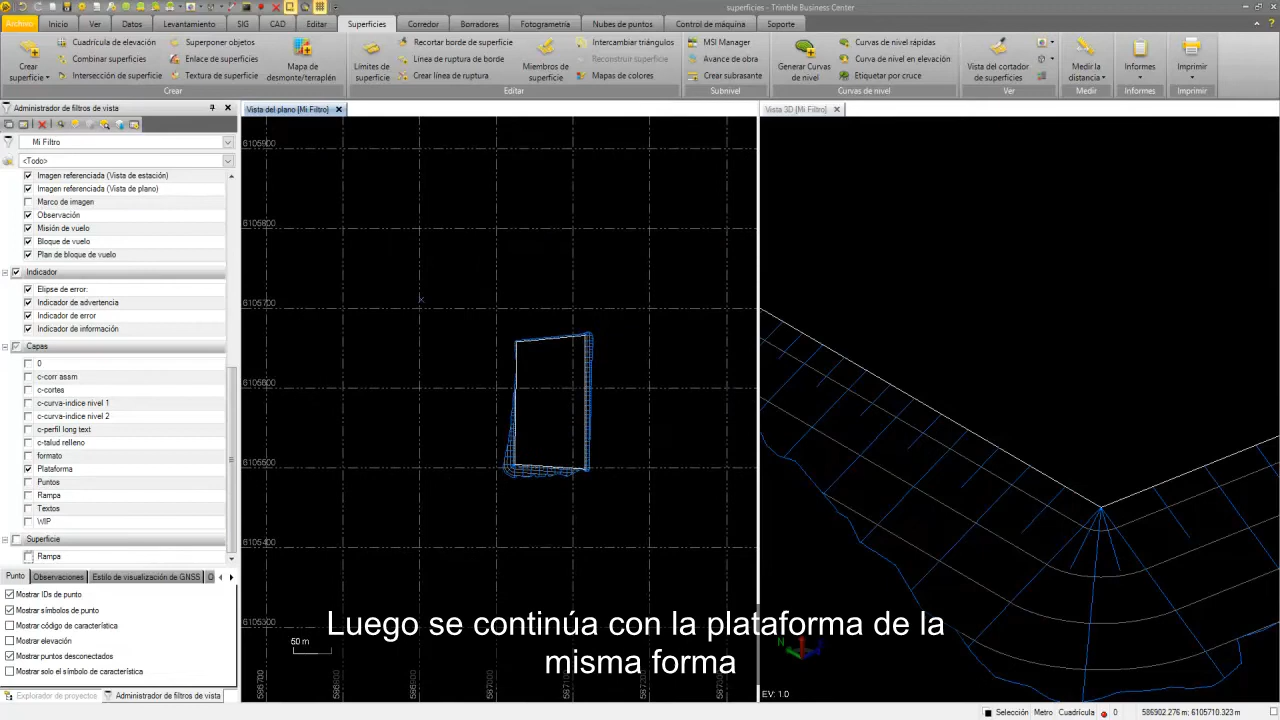 superficies - Trimble Business Center
Archivo Inicio Ver Datos Levantamiento SIG CAD Editar Superficies Corredor Borradores Fotogrametría Nubes de puntos Control de máquina Soporte
Crear superficie
Cuadrícula de elevación
Combinar superficies
Intersección de superficie
Superponer objetos
Enlace de superficies
Textura de superficie
Mapa de desmonte/terraplén
Límites de superficie
Recortar borde de superficie
Línea de ruptura de borde
Crear línea de ruptura
Miembros de superficie
Intercambiar triángulos
Reconstruir superficie
Mapas de colores
MSI Manager
Avance de obra
Crear subrasante
Generar Curvas de nivel
Curvas de nivel rápidas
Curva de nivel en elevación
Etiquetar por cruce
Vista del cortador de superficies
Medir la distancia
Informes
Imprimir
Crear Editar Subnivel Curvas de nivel Ver Medir Informes Imprimir
Administrador de filtros de vista
Vista del plano [Mi Filtro]
Vista 3D [Mi Filtro]
Mi Filtro
<Todo>
Imagen referenciada (Vista de estación)
Imagen referenciada (Vista de plano)
Marco de imagen
Observación
Misión de vuelo
Bloque de vuelo
Plan de bloque de vuelo
Indicador
Elipse de error:
Indicador de advertencia
Indicador de error
Indicador de información
Capas
0
c-corr assm
c-cortes
c-curva-indice nivel 1
c-curva-indice nivel 2
c-perfil long text
c-talud relleno
formato
Plataforma
Puntos
Rampa
Textos
WIP
Superficie
Rampa
Punto Observaciones Estilo de visualización de GNSS
Mostrar IDs de punto
Mostrar símbolos de punto
Mostrar código de característica
Mostrar elevación
Mostrar puntos desconectados
Mostrar solo el símbolo de característica
Explorador de proyectos Administrador de filtros de vista
6105900
6105800
6105700
6105600
6105500
6105400
6105300
50 m
Luego se continúa con la plataforma de la
misma forma
N
EV: 1.0
Selección Metro Cuadrícula 0 586902.276 m; 6105710.323 m